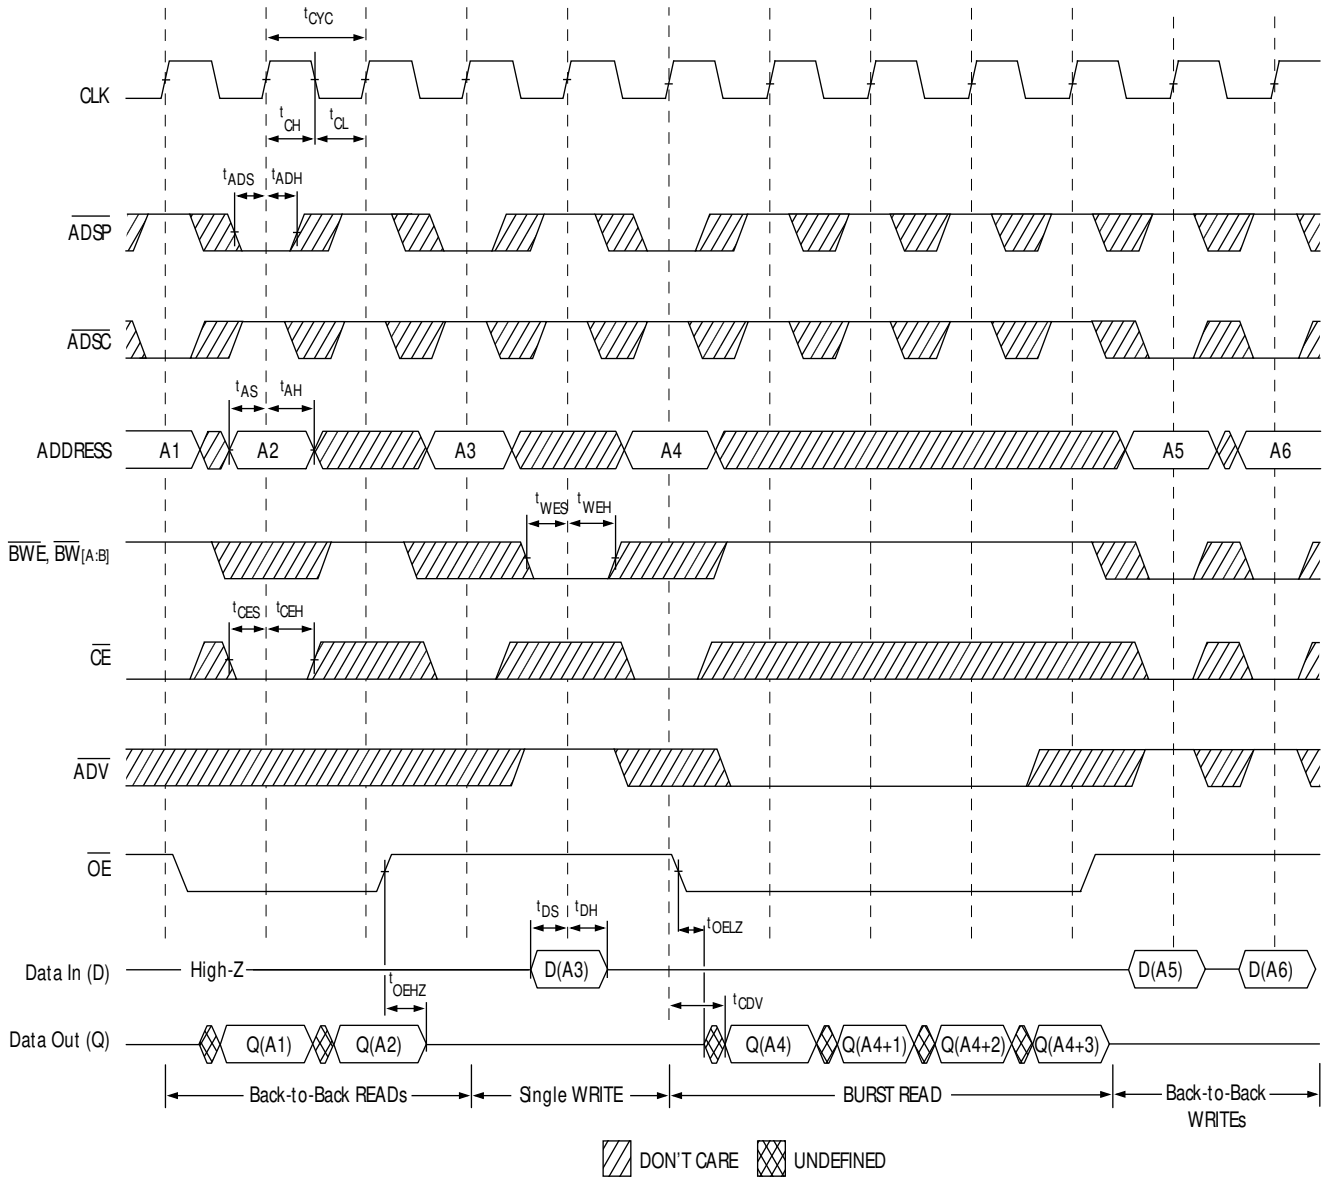 tCYC
CLK
tCH
tCL
tADS
tADH
ADSP
ADSC
tAS
tAH
ADDRESS
A1
A2
A3
A4
A5
A6
tWES
tWEH
BWE, BW[A:B]
tCES
tCEH
CE
ADV
OE
tDS
tDH
tOELZ
Data In (D)
High-Z
D(A3)
D(A5)
D(A6)
tOEHZ
tCDV
Data Out (Q)
Q(A1)
Q(A2)
Q(A4)
Q(A4+1)
Q(A4+2)
Q(A4+3)
Back-to-Back READs
Single WRITE
BURST READ
Back-to-Back
WRITEs
DON'T CARE
UNDEFINED